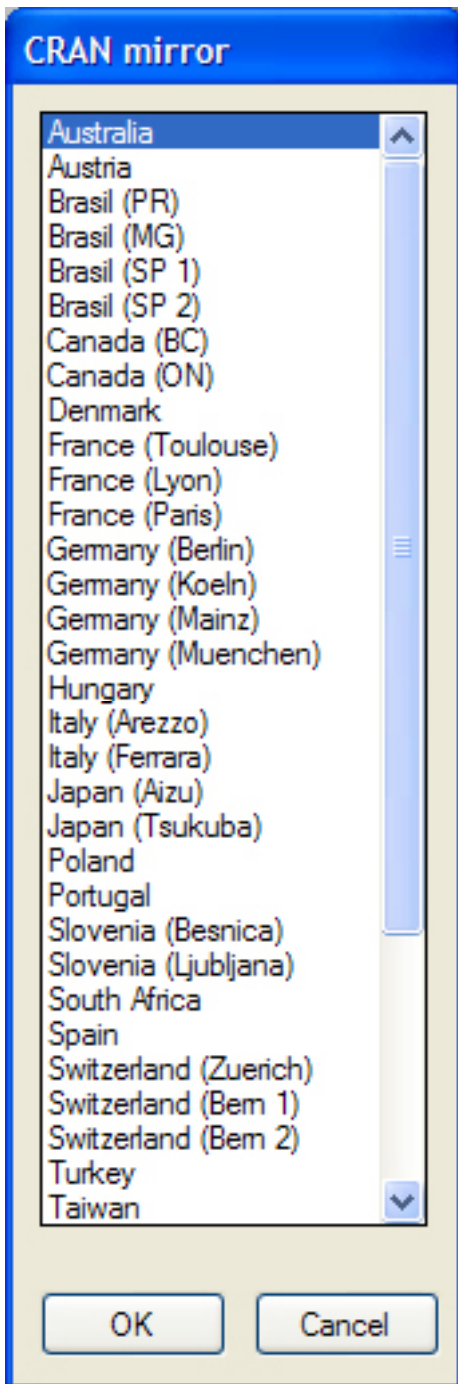 CRAN mirror
Australia
Austria
Brasil (PR)
Brasil (MG)
Brasil (SP 1)
Brasil (SP 2)
Canada (BC)
Canada (ON)
Denmark
France (Toulouse)
France (Lyon)
France (Paris)
Germany (Berlin)
Germany (Koeln)
Germany (Mainz)
Germany (Muenchen)
Hungary
Italy (Arezzo)
Italy (Ferrara)
Japan (Aizu)
Japan (Tsukuba)
Poland
Portugal
Slovenia (Besnica)
Slovenia (Ljubljana)
South Africa
Spain
Switzerland (Zuerich)
Switzerland (Bern 1)
Switzerland (Bern 2)
Turkey
Taiwan
OK Cancel